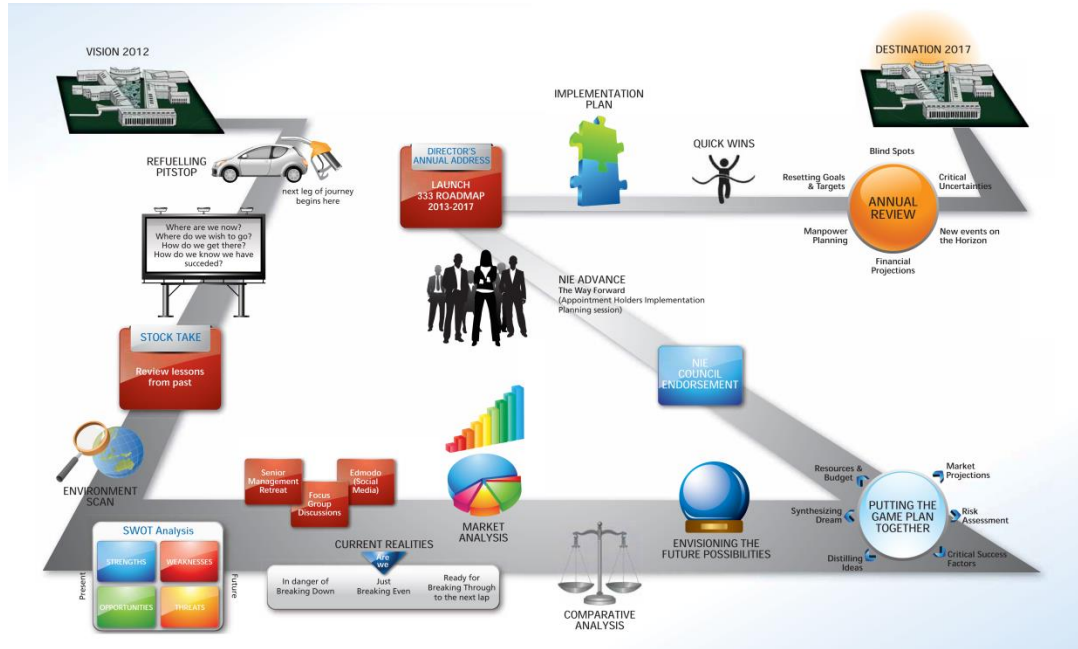 VISION 2012
REFUELLING
PITSTOP
next leg of journey
begins here
Where are we now?
Where do we wish to go?
How do we get there?
How do we know we have
succeded?
STOCK TAKE
Review lessons
from past
ENVIRONMENT
SCAN
SWOT Analysis
Present
STRENGTHS
WEAKNESSES
OPPORTUNITIES
THREATS
Future
Senior
Management
Retreat
Focus
Group
Discussions
Edmodo
(Social
Media)
CURRENT REALITIES
Are
we
In danger of
Breaking Down
Just
Breaking Even
Ready for
Breaking Through
to the next lap
MARKET
ANALYSIS
COMPARATIVE
ANALYSIS
ENVISIONING THE
FUTURE POSSIBILITIES
PUTTING THE
GAME PLAN
TOGETHER
Resources &
Budget
Synthesizing
Dream
Distilling
Ideas
Market
Projections
Risk
Assessment
Critical Success
Factors
NIE
COUNCIL
ENDORSEMENT
NIE ADVANCE
The Way Forward
(Appointment Holders Implementation
Planning session)
DIRECTOR'S
ANNUAL ADDRESS
LAUNCH
333 ROADMAP
2013-2017
IMPLEMENTATION
PLAN
QUICK WINS
ANNUAL
REVIEW
Blind Spots
Resetting Goals
& Targets
Critical
Uncertainties
Manpower
Planning
New events on
the Horizon
Financial
Projections
DESTINATION 2017